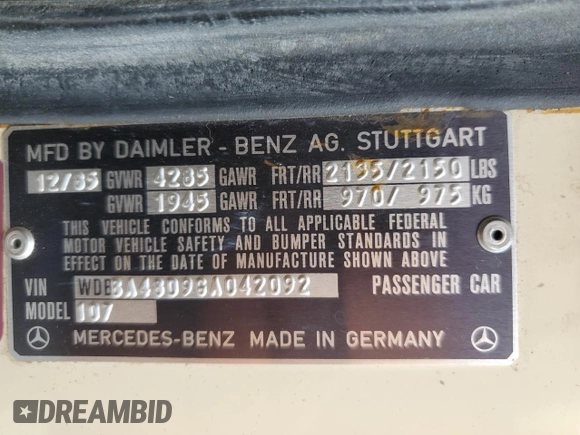 MFD BY DAIMLER - BENZ AG. STUTTGART
12/85 GVWR 4285 GAWR FRT/RR 2135/2150 LBS
GVWR 1945 GAWR FRT/RR 970/ 975 KG
THIS VEHICLE CONFORMS TO ALL APPLICABLE FEDERAL
MOTOR VEHICLE SAFETY AND BUMPER STANDARDS IN
EFFECT ON THE DATE OF MANUFACTURE SHOWN ABOVE
VIN WDBBA48D9GA042092 PASSENGER CAR
MODEL 107
MERCEDES-BENZ MADE IN GERMANY
DREAMBID